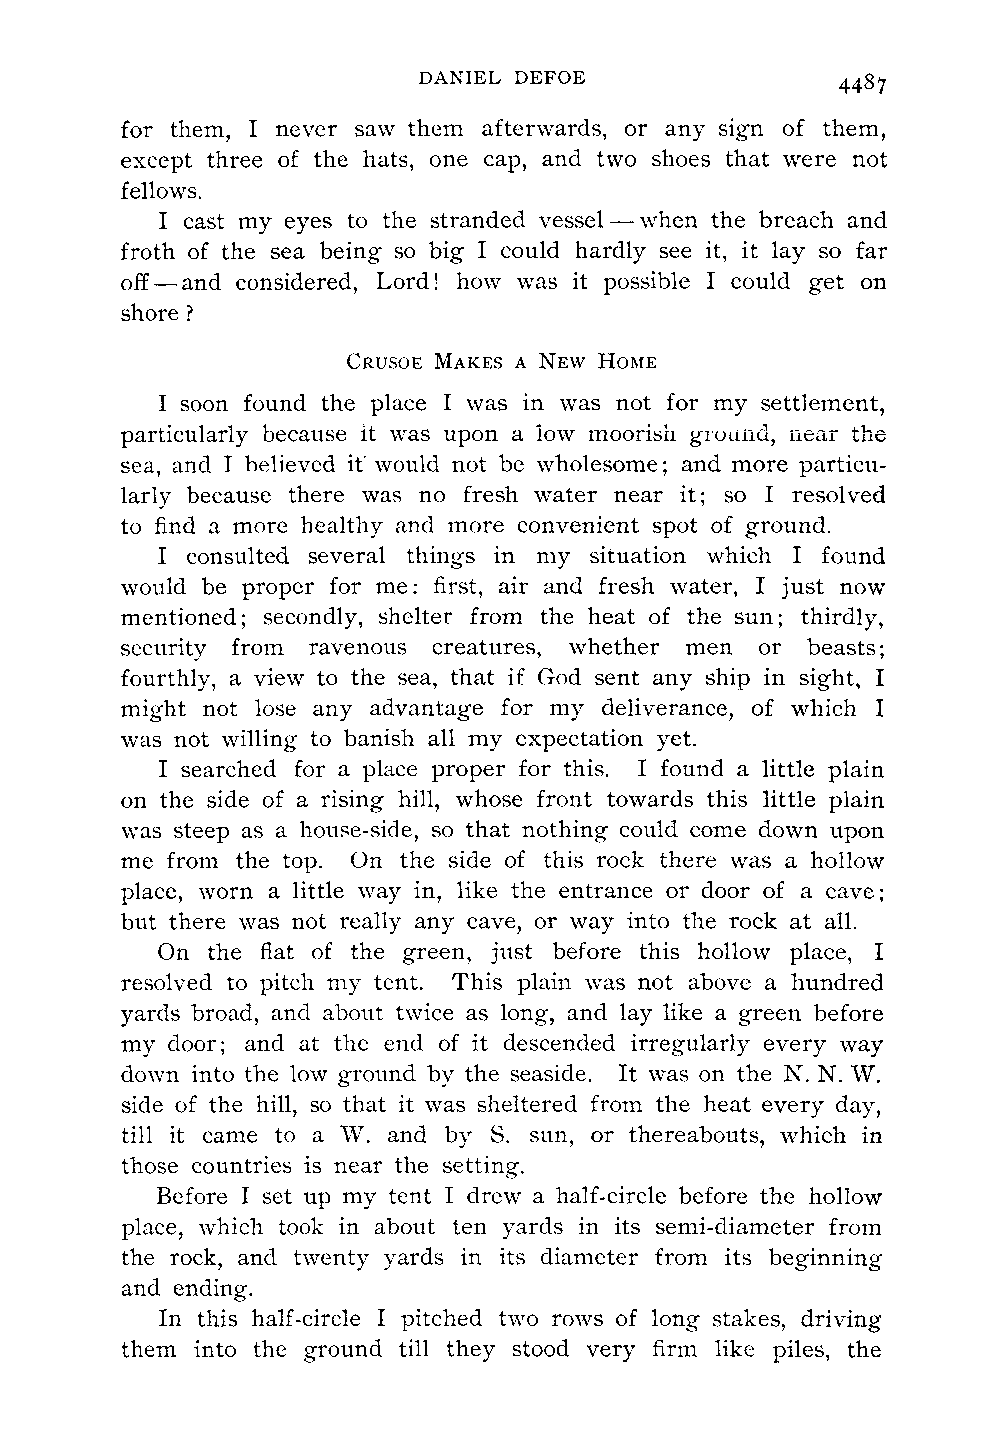 DANIEL DEFOE 4487
for them, I never saw them afterwards, or any sign of them,
except three of the hats, one cap, and two shoes that were not
fellows.
I cast my eyes to the stranded vessel — when the breach and
froth of the sea being so big I could hardly see it, it lay so far
off — and considered, Lord! how was it possible I could get on
shore?
CRUSOE MAKES A NEW HOME
I soon found the place I was in was not for my settlement,
particularly because it was upon a low moorish ground, near the
sea, and I believed it would not be wholesome; and more particu-
larly because there was no fresh water near it; so I resolved
to find a more healthy and more convenient spot of ground.
I consulted several things in my situation which I found
would be proper for me: first, air and fresh water, I just now
mentioned; secondly, shelter from the heat of the sun; thirdly,
security from ravenous creatures, whether men or beasts;
fourthly, a view to the sea, that if God sent any ship in sight, I
might not lose any advantage for my deliverance, of which I
was not willing to banish all my expectation yet.
I searched for a place proper for this. I found a little plain
on the side of a rising hill, whose front towards this little plain
was steep as a house-side, so that nothing could come down upon
me from the top. On the side of this rock there was a hollow
place, worn a little way in, like the entrance or door of a cave;
but there was not really any cave, or way into the rock at all.
On the flat of the green, just before this hollow place, I
resolved to pitch my tent. This plain was not above a hundred
yards broad, and about twice as long, and lay like a green before
my door; and at the end of it descended irregularly every way
down into the low ground by the seaside. It was on the N. N. W.
side of the hill, so that it was sheltered from the heat every day,
till it came to a W. and by S. sun, or thereabouts, which in
those countries is near the setting.
Before I set up my tent I drew a half-circle before the hollow
place, which took in about ten yards in its semi-diameter from
the rock, and twenty yards in its diameter from its beginning
and ending.
In this half-circle I pitched two rows of long stakes, driving
them into the ground till they stood very firm like piles, the